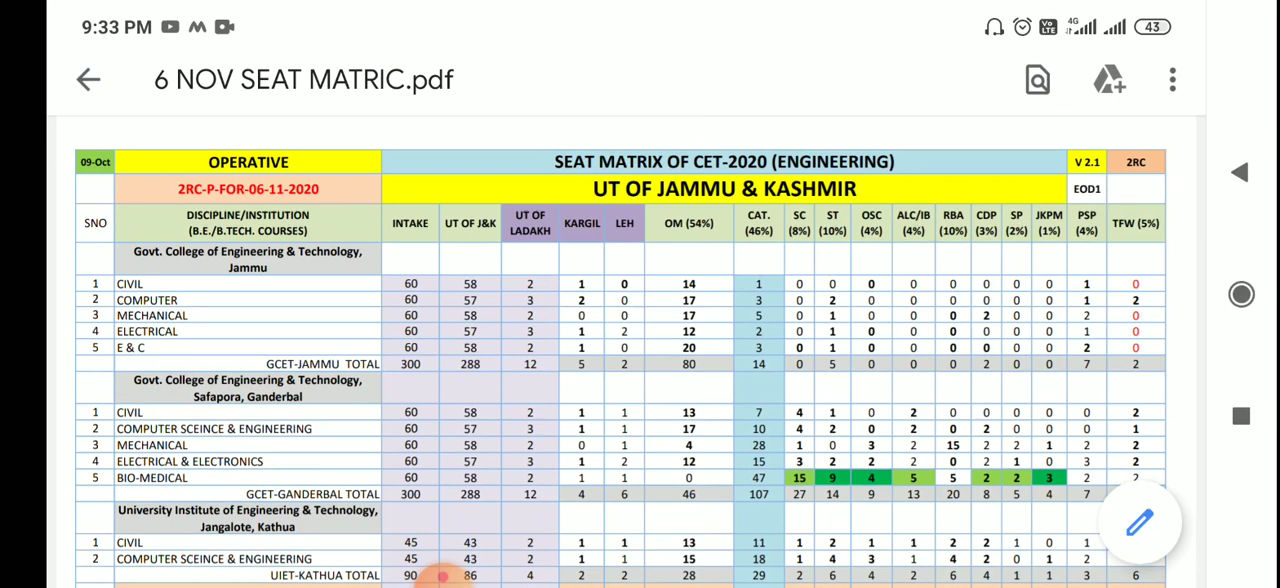 9:33 PM
4G
Vo LTE
43
6 NOV SEAT MATRIC.pdf
09-Oct OPERATIVE SEAT MATRIX OF CET-2020 (ENGINEERING) V 2.1 2RC
2RC-P-FOR-06-11-2020 UT OF JAMMU & KASHMIR EOD1
SNO DISCIPLINE/INSTITUTION (B.E./B.TECH. COURSES) INTAKE UT OF J&K UT OF LADAKH KARGIL LEH OM (54%) CAT. (46%) SC (8%) ST (10%) OSC (4%) ALC/IB (4%) RBA (10%) CDP (3%) SP (2%) JKPM (1%) PSP (4%) TFW (5%)
Govt. College of Engineering & Technology,
Jammu
1 CIVIL 60 58 2 1 0 14 1 0 0 0 0 0 0 0 0 1 0
2 COMPUTER 60 57 3 2 0 17 3 0 2 0 0 0 0 0 0 1 2
3 MECHANICAL 60 58 2 0 0 17 5 0 1 0 0 0 2 0 0 2 0
4 ELECTRICAL 60 57 3 1 2 12 2 0 1 0 0 0 0 0 0 1 0
5 E & C 60 58 2 1 0 20 3 0 1 0 0 0 0 0 0 2 0
GCET-JAMMU TOTAL 300 288 12 5 2 80 14 0 5 0 0 0 2 0 0 7 2
Govt. College of Engineering & Technology,
Safapora, Ganderbal
1 CIVIL 60 58 2 1 1 13 7 4 1 0 2 0 0 0 0 0 2
2 COMPUTER SCEINCE & ENGINEERING 60 57 3 1 1 17 10 4 2 0 2 0 2 0 0 0 1
3 MECHANICAL 60 58 2 0 1 4 28 1 0 3 2 15 2 2 1 2 2
4 ELECTRICAL & ELECTRONICS 60 57 3 1 2 12 15 3 2 2 2 0 2 1 0 3 2
5 BIO-MEDICAL 60 58 2 1 1 0 47 15 9 4 5 5 2 2 3 2
GCET-GANDERBAL TOTAL 300 288 12 4 6 46 107 27 14 9 13 20 8 5 4 7
University Institute of Engineering & Technology,
Jangalote, Kathua
1 CIVIL 45 43 2 1 1 13 11 1 2 1 1 2 2 1 0 1
2 COMPUTER SCEINCE & ENGINEERING 45 43 2 1 1 15 18 1 4 3 1 4 2 0 1 2
UIET-KATHUA TOTAL 90 86 4 2 2 28 29 2 6 4 2 6 4 1 1 3 6